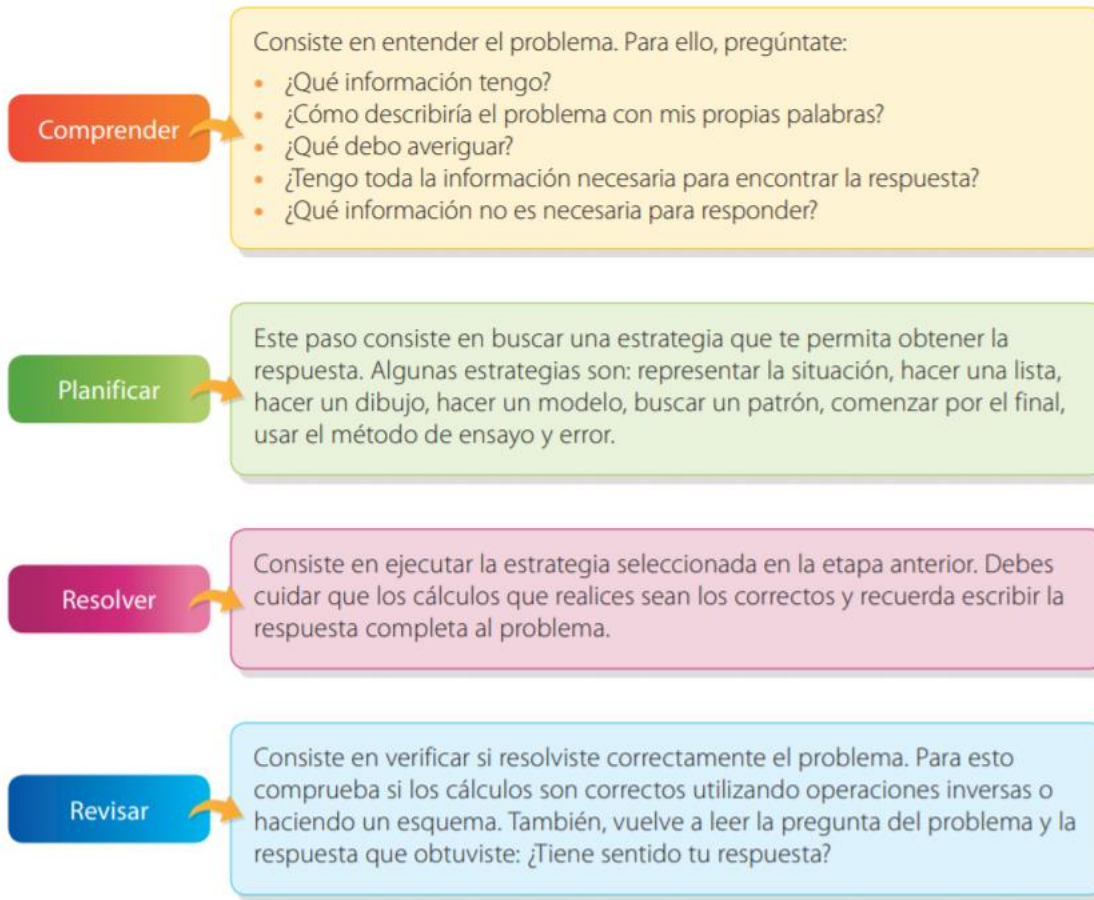 Comprender
Consiste en entender el problema. Para ello, pregúntate:
• ¿Qué información tengo?
• ¿Cómo describiría el problema con mis propias palabras?
• ¿Qué debo averiguar?
• ¿Tengo toda la información necesaria para encontrar la respuesta?
• ¿Qué información no es necesaria para responder?
Planificar
Este paso consiste en buscar una estrategia que te permita obtener la
respuesta. Algunas estrategias son: representar la situación, hacer una lista,
hacer un dibujo, hacer un modelo, buscar un patrón, comenzar por el final,
usar el método de ensayo y error.
Resolver
Consiste en ejecutar la estrategia seleccionada en la etapa anterior. Debes
cuidar que los cálculos que realices sean los correctos y recuerda escribir la
respuesta completa al problema.
Revisar
Consiste en verificar si resolviste correctamente el problema. Para esto
comprueba si los cálculos son correctos utilizando operaciones inversas o
haciendo un esquema. También, vuelve a leer la pregunta del problema y la
respuesta que obtuviste: ¿Tiene sentido tu respuesta?